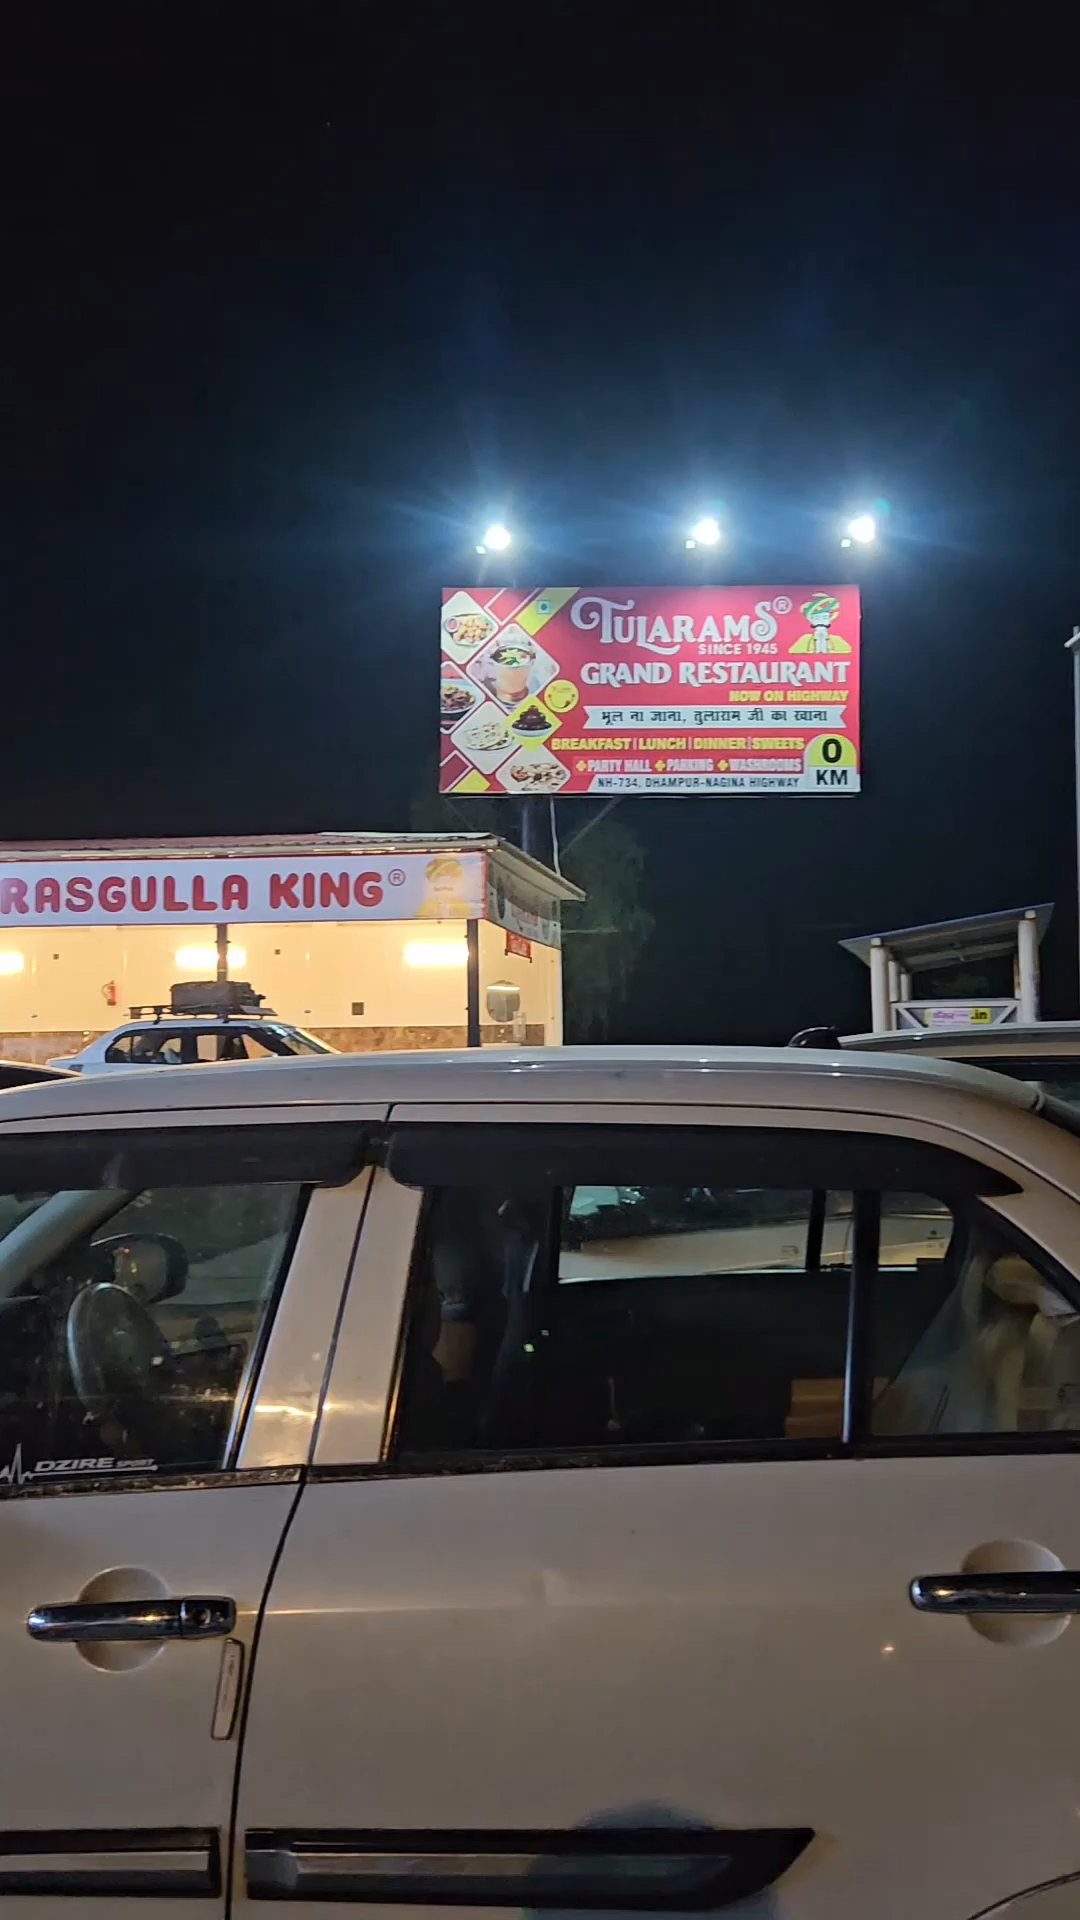 TULARAMS®
SINCE 1945
GRAND RESTAURANT
NOW ON HIGHWAY
भूल ना जाना, तुलाराम जी का खाना
BREAKFAST | LUNCH | DINNER | SWEETS
+PARTY HALL +PARKING +WASHROOMS
NH-734, DHAMPUR-NAGINA HIGHWAY
0
KM
RASGULLA KING®
.in
DZIRE SPORT